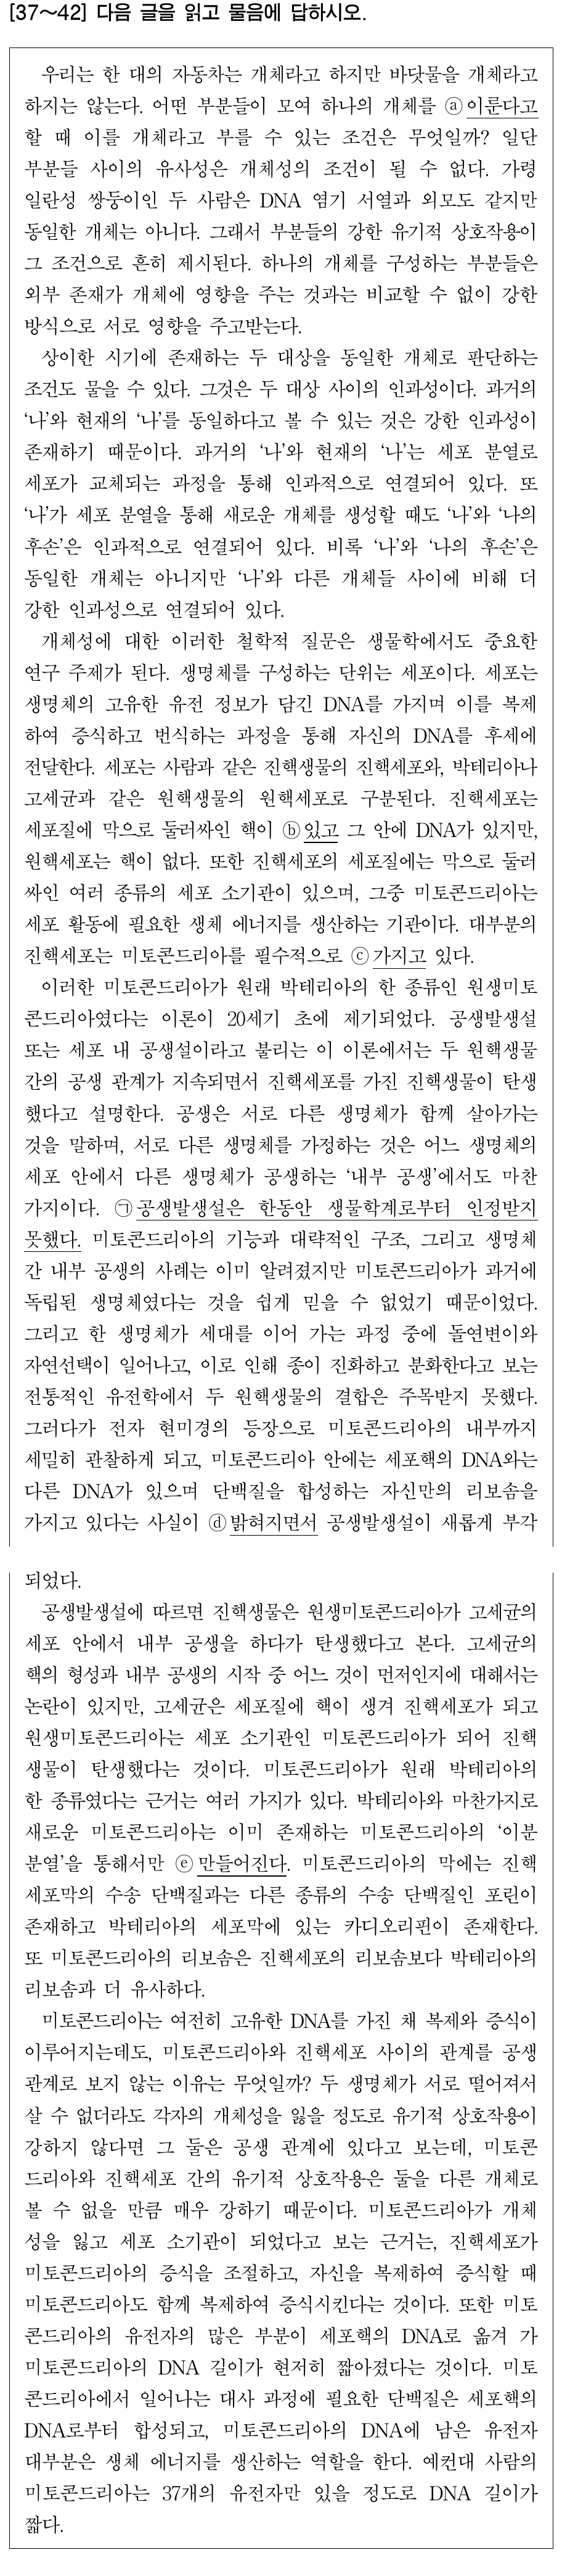 [37～42] 다음 글을 읽고 물음에 답하시오.
우리는 한 대의 자동차는 개체라고 하지만 바닷물을 개체라고
하지는 않는다. 어떤 부분들이 모여 하나의 개체를 ⓐ이룬다고
할 때 이를 개체라고 부를 수 있는 조건은 무엇일까? 일단
부분들 사이의 유사성은 개체성의 조건이 될 수 없다. 가령
일란성 쌍둥이인 두 사람은 DNA 염기 서열과 외모도 같지만
동일한 개체는 아니다. 그래서 부분들의 강한 유기적 상호작용이
그 조건으로 흔히 제시된다. 하나의 개체를 구성하는 부분들은
외부 존재가 개체에 영향을 주는 것과는 비교할 수 없이 강한
방식으로 서로 영향을 주고받는다.
상이한 시기에 존재하는 두 대상을 동일한 개체로 판단하는
조건도 물을 수 있다. 그것은 두 대상 사이의 인과성이다. 과거의
‘나’와 현재의 ‘나’를 동일하다고 볼 수 있는 것은 강한 인과성이
존재하기 때문이다. 과거의 ‘나’와 현재의 ‘나’는 세포 분열로
세포가 교체되는 과정을 통해 인과적으로 연결되어 있다. 또
‘나’가 세포 분열을 통해 새로운 개체를 생성할 때도 ‘나’와 ‘나의
후손’은 인과적으로 연결되어 있다. 비록 ‘나’와 ‘나의 후손’은
동일한 개체는 아니지만 ‘나’와 다른 개체들 사이에 비해 더
강한 인과성으로 연결되어 있다.
개체성에 대한 이러한 철학적 질문은 생물학에서도 중요한
연구 주제가 된다. 생명체를 구성하는 단위는 세포이다. 세포는
생명체의 고유한 유전 정보가 담긴 DNA를 가지며 이를 복제
하여 증식하고 번식하는 과정을 통해 자신의 DNA를 후세에
전달한다. 세포는 사람과 같은 진핵생물의 진핵세포와, 박테리아나
고세균과 같은 원핵생물의 원핵세포로 구분된다. 진핵세포는
세포질에 막으로 둘러싸인 핵이 ⓑ있고 그 안에 DNA가 있지만,
원핵세포는 핵이 없다. 또한 진핵세포의 세포질에는 막으로 둘러
싸인 여러 종류의 세포 소기관이 있으며, 그중 미토콘드리아는
세포 활동에 필요한 생체 에너지를 생산하는 기관이다. 대부분의
진핵세포는 미토콘드리아를 필수적으로 ⓒ가지고 있다.
이러한 미토콘드리아가 원래 박테리아의 한 종류인 원생미토
콘드리아였다는 이론이 20세기 초에 제기되었다. 공생발생설
또는 세포 내 공생설이라고 불리는 이 이론에서는 두 원핵생물
간의 공생 관계가 지속되면서 진핵세포를 가진 진핵생물이 탄생
했다고 설명한다. 공생은 서로 다른 생명체가 함께 살아가는
것을 말하며, 서로 다른 생명체를 가정하는 것은 어느 생명체의
세포 안에서 다른 생명체가 공생하는 ‘내부 공생’에서도 마찬
가지이다. ㉠공생발생설은 한동안 생물학계로부터 인정받지
못했다. 미토콘드리아의 기능과 대략적인 구조, 그리고 생명체
간 내부 공생의 사례는 이미 알려졌지만 미토콘드리아가 과거에
독립된 생명체였다는 것을 쉽게 믿을 수 없었기 때문이었다.
그리고 한 생명체가 세대를 이어 가는 과정 중에 돌연변이와
자연선택이 일어나고, 이로 인해 종이 진화하고 분화한다고 보는
전통적인 유전학에서 두 원핵생물의 결합은 주목받지 못했다.
그러다가 전자 현미경의 등장으로 미토콘드리아의 내부까지
세밀히 관찰하게 되고, 미토콘드리아 안에는 세포핵의 DNA와는
다른 DNA가 있으며 단백질을 합성하는 자신만의 리보솜을
가지고 있다는 사실이 ⓓ밝혀지면서 공생발생설이 새롭게 부각
되었다.
공생발생설에 따르면 진핵생물은 원생미토콘드리아가 고세균의
세포 안에서 내부 공생을 하다가 탄생했다고 본다. 고세균의
핵의 형성과 내부 공생의 시작 중 어느 것이 먼저인지에 대해서는
논란이 있지만, 고세균은 세포질에 핵이 생겨 진핵세포가 되고
원생미토콘드리아는 세포 소기관인 미토콘드리아가 되어 진핵
생물이 탄생했다는 것이다. 미토콘드리아가 원래 박테리아의
한 종류였다는 근거는 여러 가지가 있다. 박테리아와 마찬가지로
새로운 미토콘드리아는 이미 존재하는 미토콘드리아의 ‘이분
분열’을 통해서만 ⓔ만들어진다. 미토콘드리아의 막에는 진핵
세포막의 수송 단백질과는 다른 종류의 수송 단백질인 포린이
존재하고 박테리아의 세포막에 있는 카디오리핀이 존재한다.
또 미토콘드리아의 리보솜은 진핵세포의 리보솜보다 박테리아의
리보솜과 더 유사하다.
미토콘드리아는 여전히 고유한 DNA를 가진 채 복제와 증식이
이루어지는데도, 미토콘드리아와 진핵세포 사이의 관계를 공생
관계로 보지 않는 이유는 무엇일까? 두 생명체가 서로 떨어져서
살 수 없더라도 각자의 개체성을 잃을 정도로 유기적 상호작용이
강하지 않다면 그 둘은 공생 관계에 있다고 보는데, 미토콘
드리아와 진핵세포 간의 유기적 상호작용은 둘을 다른 개체로
볼 수 없을 만큼 매우 강하기 때문이다. 미토콘드리아가 개체
성을 잃고 세포 소기관이 되었다고 보는 근거는, 진핵세포가
미토콘드리아의 증식을 조절하고, 자신을 복제하여 증식할 때
미토콘드리아도 함께 복제하여 증식시킨다는 것이다. 또한 미토
콘드리아의 유전자의 많은 부분이 세포핵의 DNA로 옮겨 가
미토콘드리아의 DNA 길이가 현저히 짧아졌다는 것이다. 미토
콘드리아에서 일어나는 대사 과정에 필요한 단백질은 세포핵의
DNA로부터 합성되고, 미토콘드리아의 DNA에 남은 유전자
대부분은 생체 에너지를 생산하는 역할을 한다. 예컨대 사람의
미토콘드리아는 37개의 유전자만 있을 정도로 DNA 길이가
짧다.